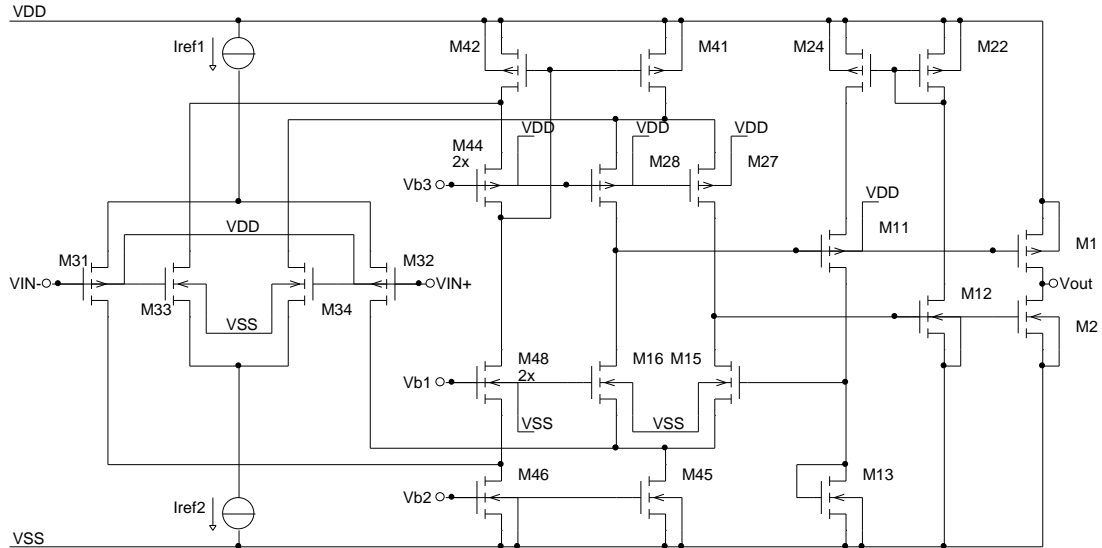 VDD
Iref1
M42
M41
M24
M22
VDD
VDD
VDD
M44
2x
M28
M27
Vb3
VDD
M11
M31
VDD
M32
M1
VIN-
VIN+
M12
Vout
M33
M34
VSS
M2
M48
2x
M16
M15
Vb1
VSS
VSS
M46
M45
M13
Vb2
Iref2
VSS